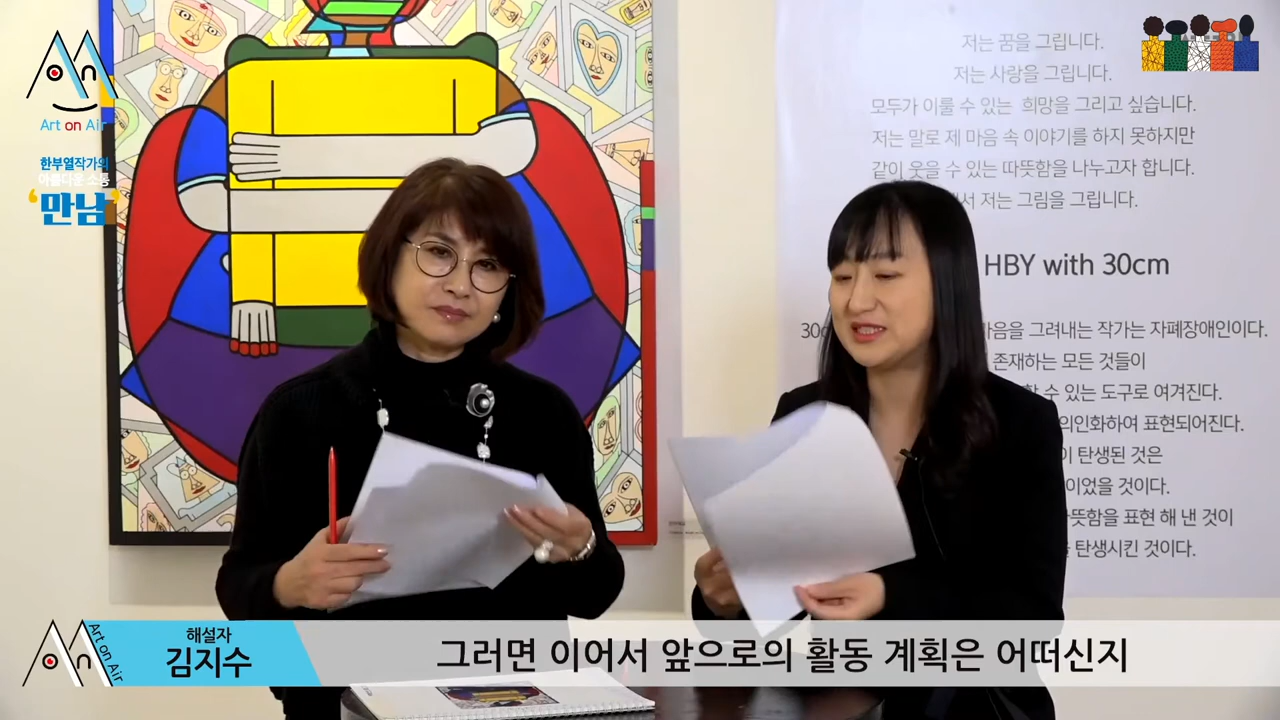 Art on Air
한부열작가의
아름다운 소통
'만남'
저는 꿈을 그립니다.
저는 사랑을 그립니다.
모두가 이룰 수 있는 희망을 그리고 싶습니다.
저는 말로 제 마음 속 이야기를 하지 못하지만
같이 웃을 수 있는 따뜻함을 나누고자 합니다.
저는 그림을 그립니다.
HBY with 30cm
그려내는 작가는 자폐장애인이다.
존재하는 모든 것들이
수 있는 도구로 여겨진다.
의인화하여 표현되어진다.
탄생된 것은
이었을 것이다.
표현 해 낸 것이
탄생시킨 것이다.
Art on Air
해설자
김지수
그러면 이어서 앞으로의 활동 계획은 어떠신지